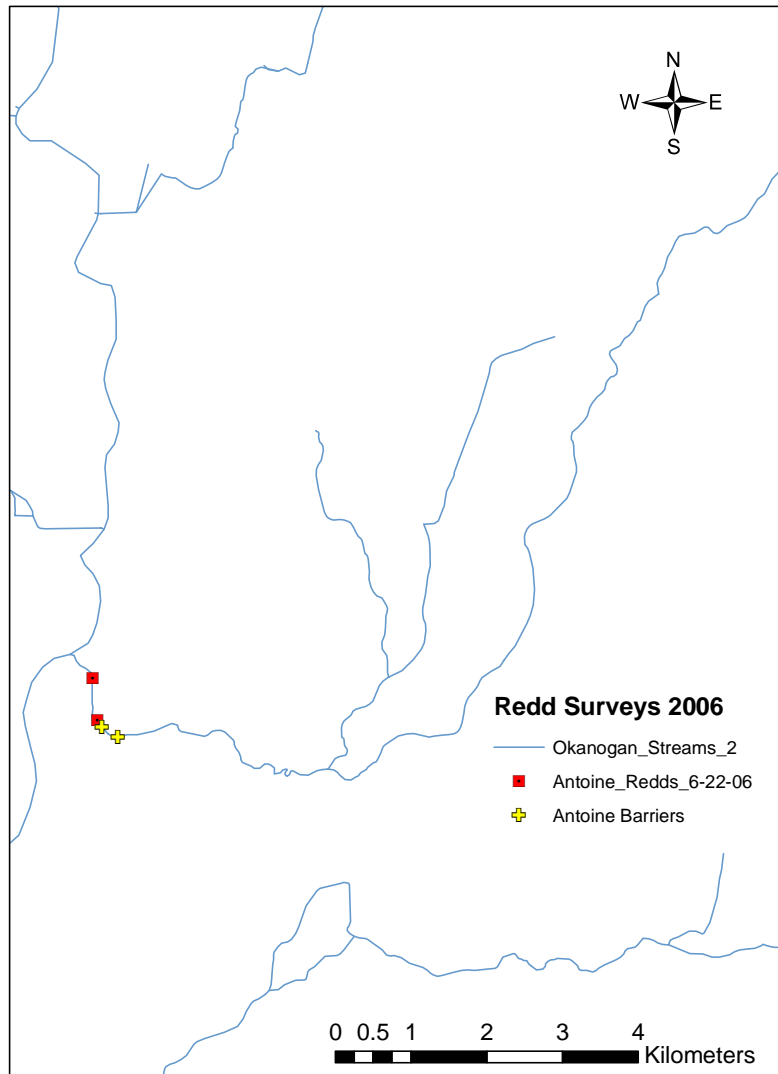 N
W E
S
Redd Surveys 2006
Okanogan_Streams_2
Antoine_Redds_6-22-06
Antoine Barriers
0 0.5 1 2 3 4
Kilometers